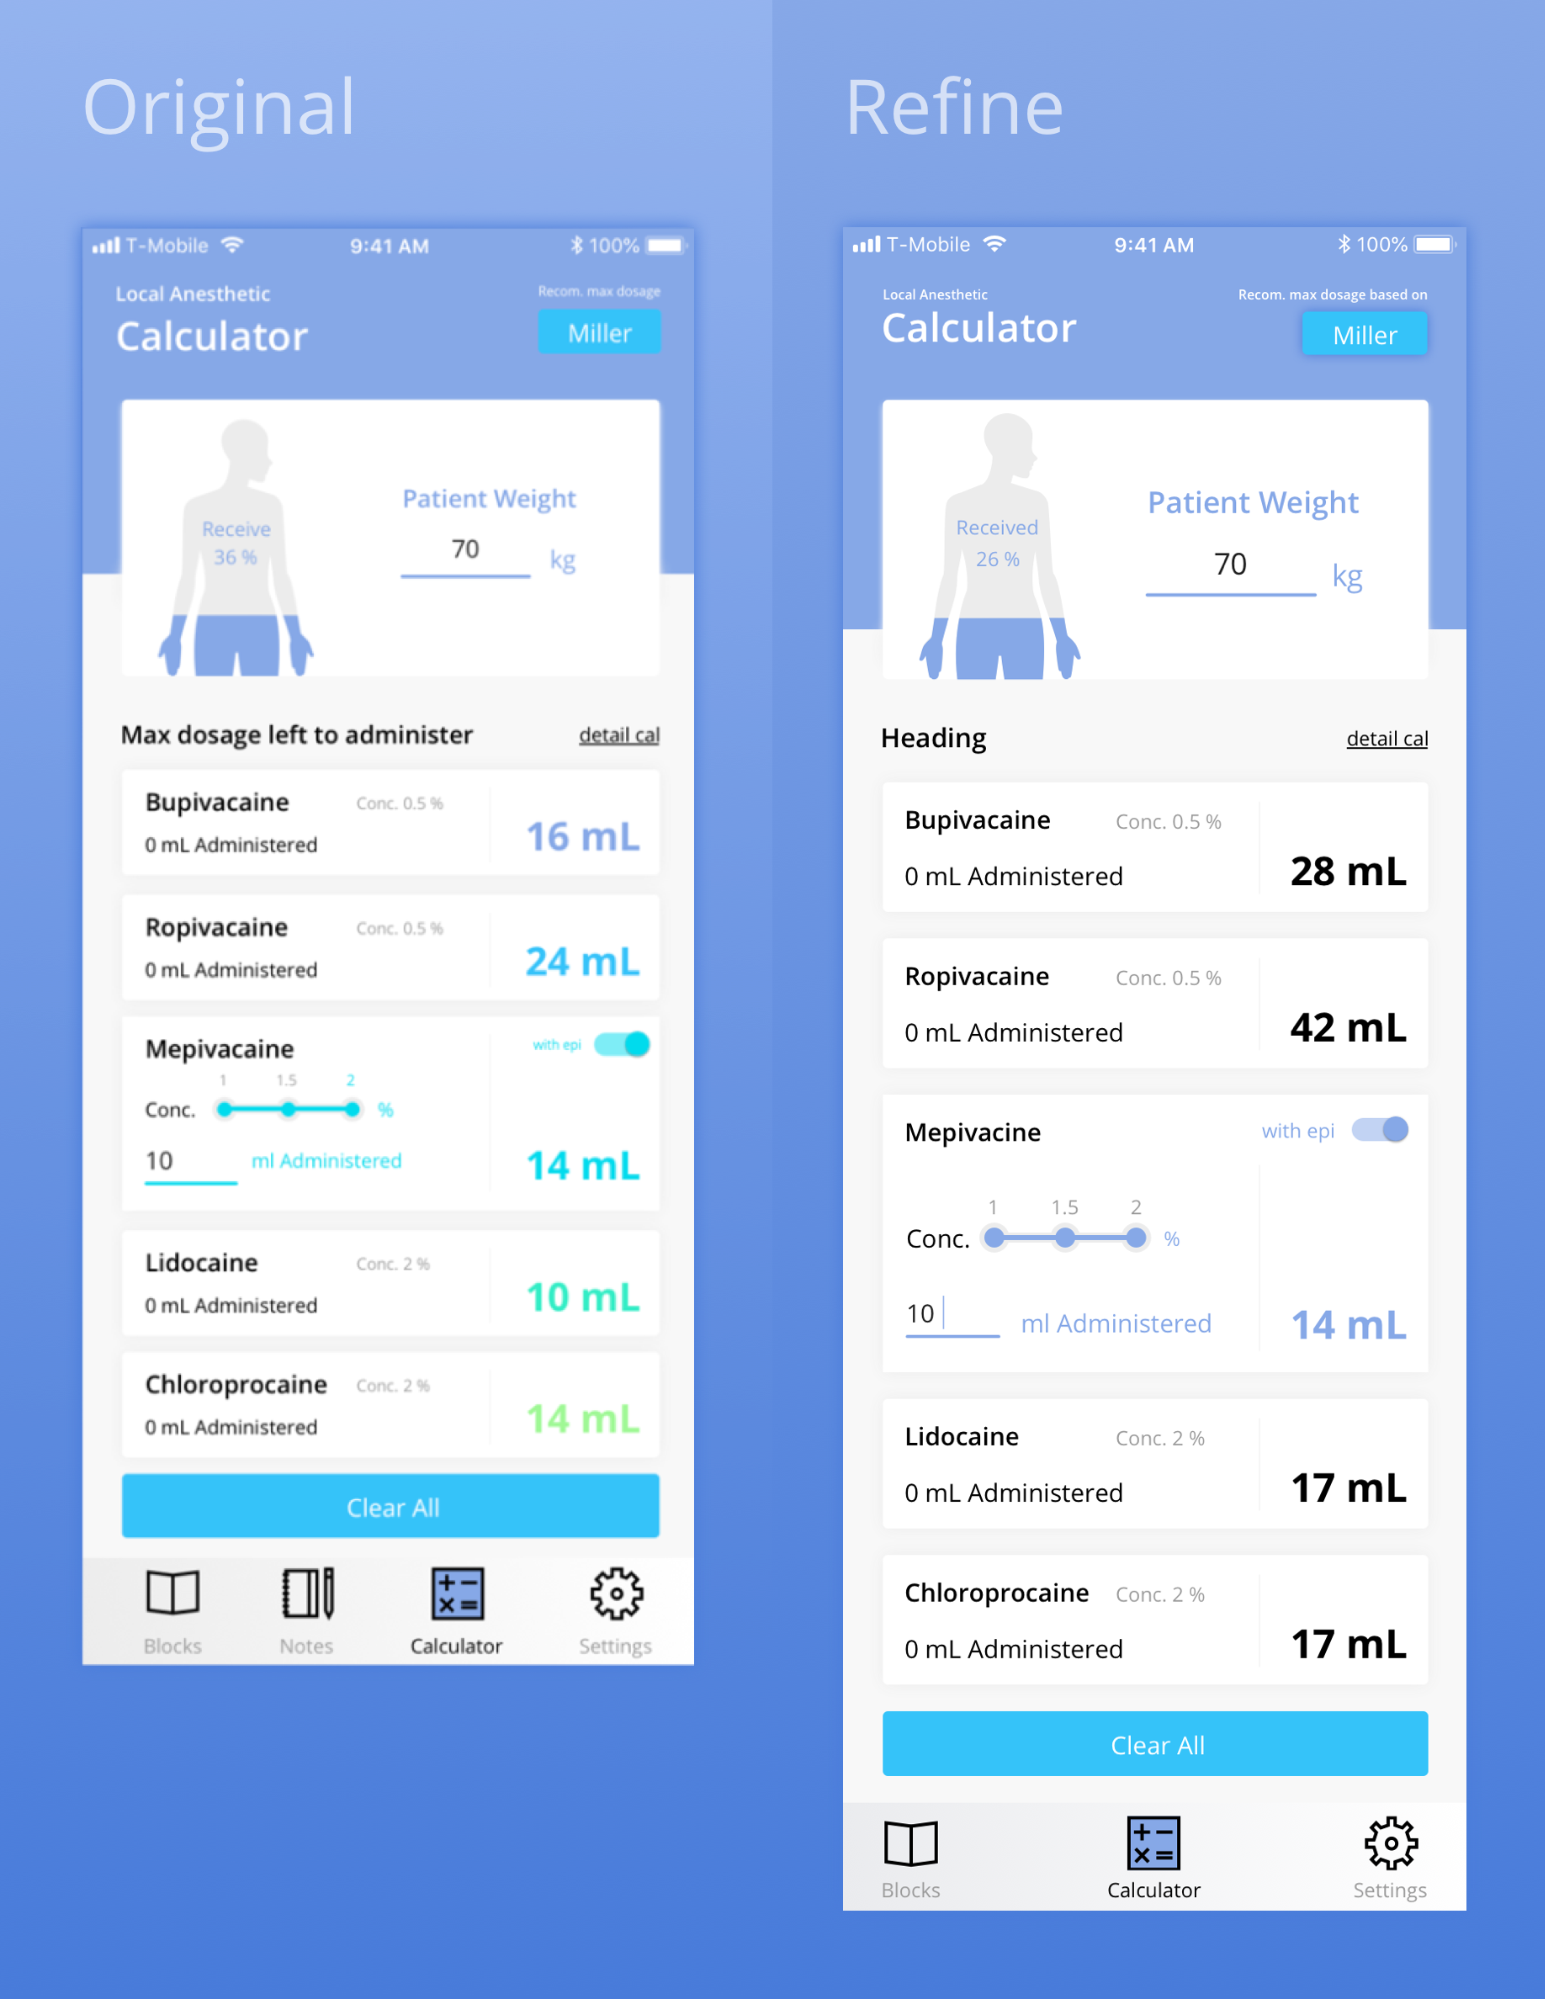 Original
T-Mobile 9:41 AM 100%
Local Anesthetic
Recom. max dosage
Calculator
Miller
Receive
36 %
Patient Weight
70
kg
Max dosage left to administer
detail cal
Bupivacaine
Conc. 0.5 %
0 mL Administered
16 mL
Ropivacaine
Conc. 0.5 %
0 mL Administered
24 mL
Mepivacaine
with epi
1 1.5 2
Conc.
%
10
ml Administered
14 mL
Lidocaine
Conc. 2 %
0 mL Administered
10 mL
Chloroprocaine
Conc. 2 %
0 mL Administered
14 mL
Clear All
Blocks
Notes
Calculator
Settings
Refine
T-Mobile 9:41 AM 100%
Local Anesthetic
Recom. max dosage based on
Calculator
Miller
Received
26 %
Patient Weight
70
kg
Heading
detail cal
Bupivacaine
Conc. 0.5 %
0 mL Administered
28 mL
Ropivacaine
Conc. 0.5 %
0 mL Administered
42 mL
Mepivacine
with epi
1 1.5 2
Conc.
%
10
ml Administered
14 mL
Lidocaine
Conc. 2 %
0 mL Administered
17 mL
Chloroprocaine
Conc. 2 %
0 mL Administered
17 mL
Clear All
Blocks
Calculator
Settings